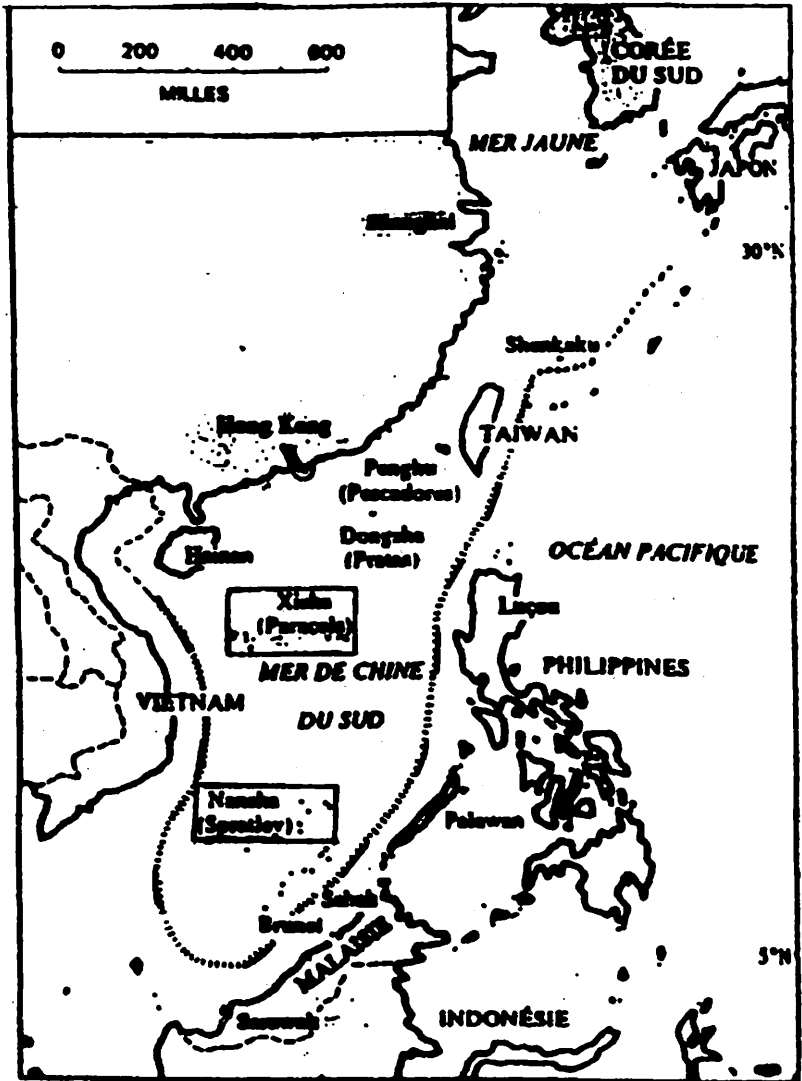 0 200 400 600
MILLES
CORÉE
DU SUD
MER JAUNE
JAPON
Shanghai
30°N
Shenkaku
Hong Kong
TAIWAN
Penghu
(Pescadores)
Dongsha
(Pratas)
Hainan
OCÉAN PACIFIQUE
Xisha
(Paracels)
Luçon
MER DE CHINE
DU SUD
PHILIPPINES
VIETNAM
Nansha
(Spratley)
Palawan
Sabah
Brunei
MALAISIE
5°N
Sarawak
INDONÉSIE